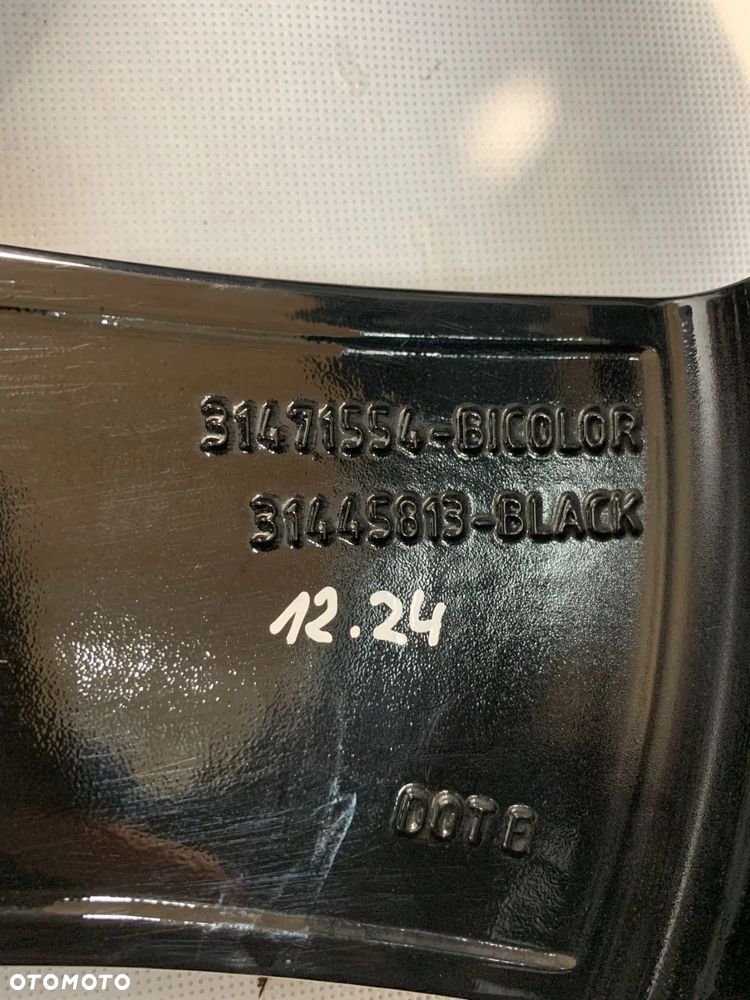 31471554-BICOLOR
31445813-BLACK
12.24
DOT E
OTOMOTO